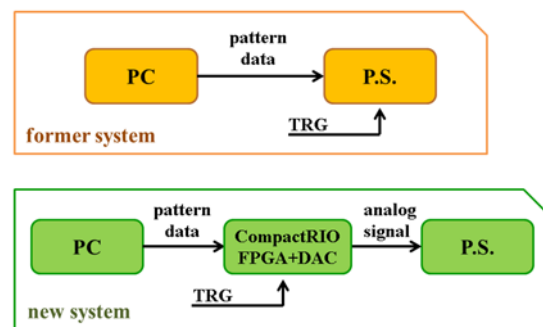 pattern
data
PC
P.S.
TRG
former system
pattern
data
analog
signal
PC
CompactRIO
FPGA+DAC
P.S.
TRG
new system